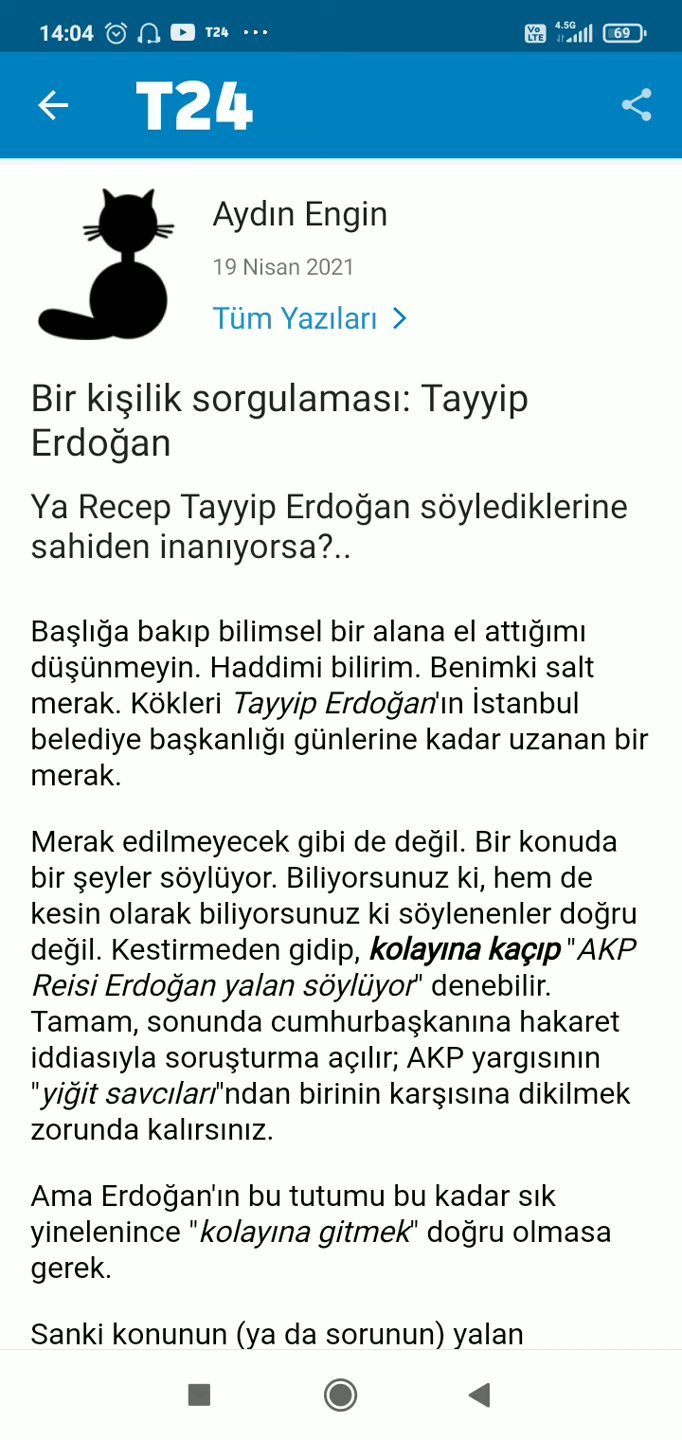 14:04 T24 ...
Vo LTE 4.5G 69
T24
Aydın Engin
19 Nisan 2021
Tüm Yazıları
Bir kişilik sorgulaması: Tayyip
Erdoğan
Ya Recep Tayyip Erdoğan söylediklerine
sahiden inanıyorsa?..
Başlığa bakıp bilimsel bir alana el attığımı
düşünmeyin. Haddimi bilirim. Benimki salt
merak. Kökleri Tayyip Erdoğan'ın İstanbul
belediye başkanlığı günlerine kadar uzanan bir
merak.
Merak edilmeyecek gibi de değil. Bir konuda
bir şeyler söylüyor. Biliyorsunuz ki, hem de
kesin olarak biliyorsunuz ki söylenenler doğru
değil. Kestirmeden gidip, kolayına kaçıp "AKP
Reisi Erdoğan yalan söylüyor" denebilir.
Tamam, sonunda cumhurbaşkanına hakaret
iddiasıyla soruşturma açılır; AKP yargısının
"yiğit savcıları"ndan birinin karşısına dikilmek
zorunda kalırsınız.
Ama Erdoğan'ın bu tutumu bu kadar sık
yinelenince "kolayına gitmek" doğru olmasa
gerek.
Sanki konunun (ya da sorunun) yalan